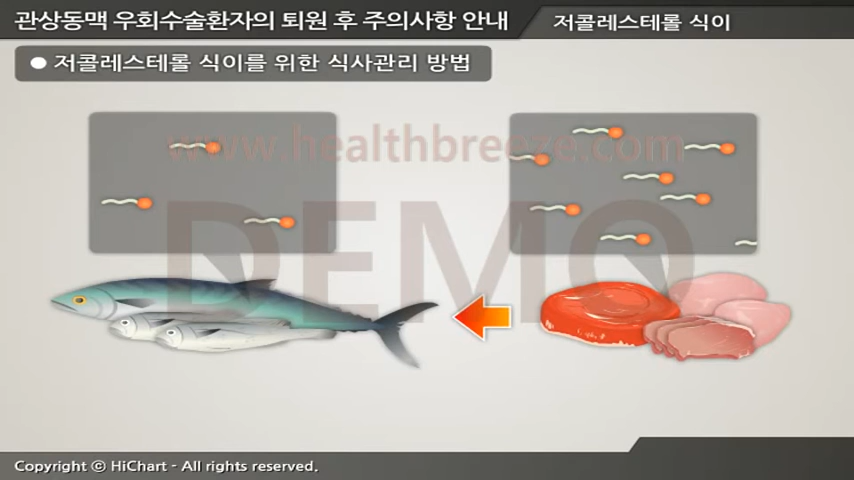 관상동맥 우회수술환자의 퇴원 후 주의사항 안내
저콜레스테롤 식이
● 저콜레스테롤 식이를 위한 식사관리 방법
www.healthbreeze.com
DEMO
Copyright ⓒ HiChart - All rights reserved.